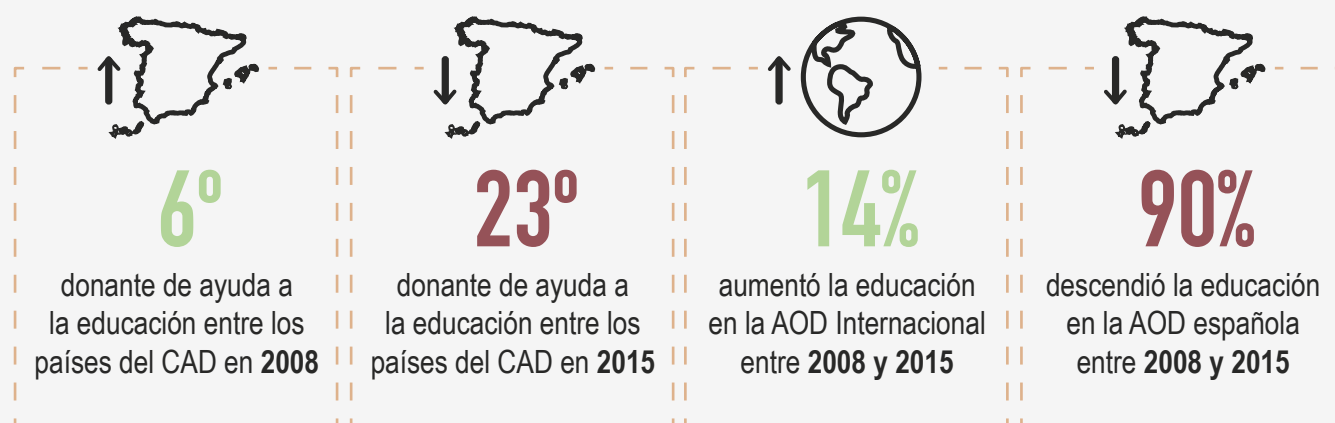 6º
donante de ayuda a
la educación entre los
países del CAD en 2008
23º
donante de ayuda a
la educación entre los
países del CAD en 2015
14%
aumentó la educación
en la AOD Internacional
entre 2008 y 2015
90%
descendió la educación
en la AOD española
entre 2008 y 2015